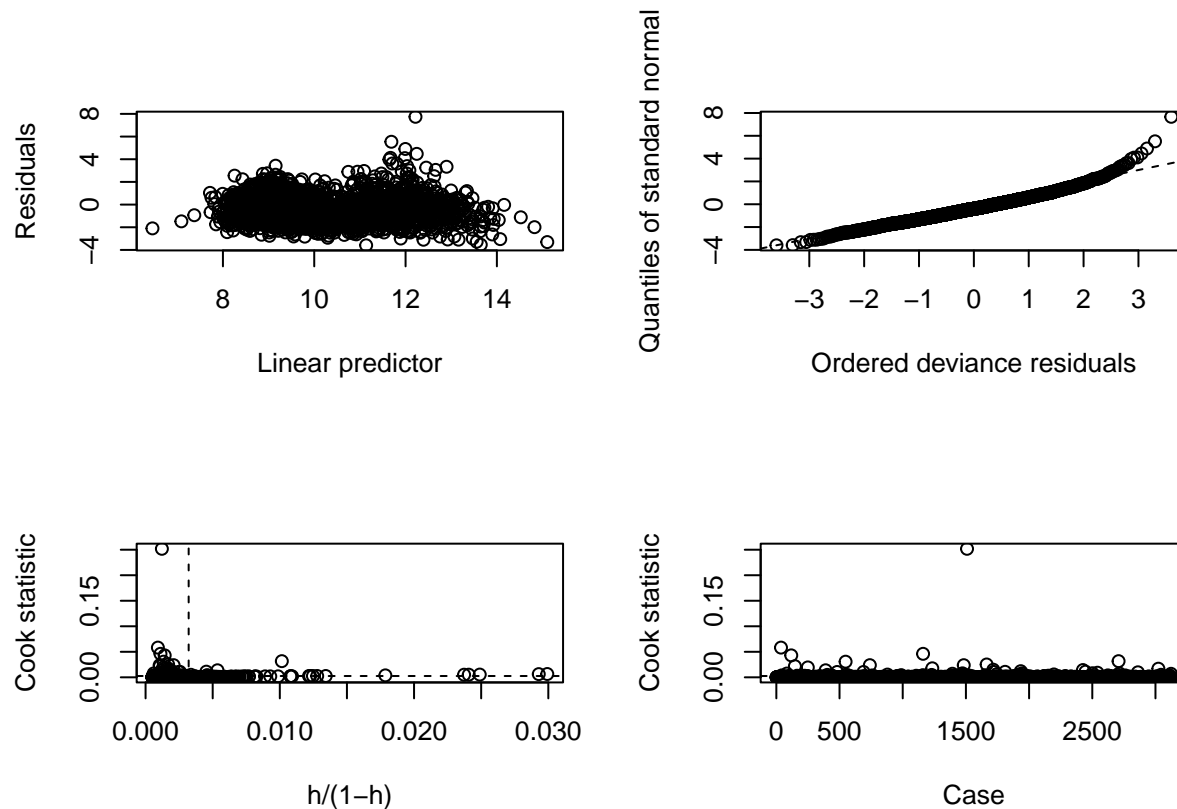 Residuals
8
4
0
−4
8 10 12 14
Linear predictor
Quantiles of standard normal
8
4
0
−4
−3 −2 −1 0 1 2 3
Ordered deviance residuals
Cook statistic
0.15
0.00
0.000 0.010 0.020 0.030
h/(1−h)
Cook statistic
0.15
0.00
0 500 1500 2500
Case